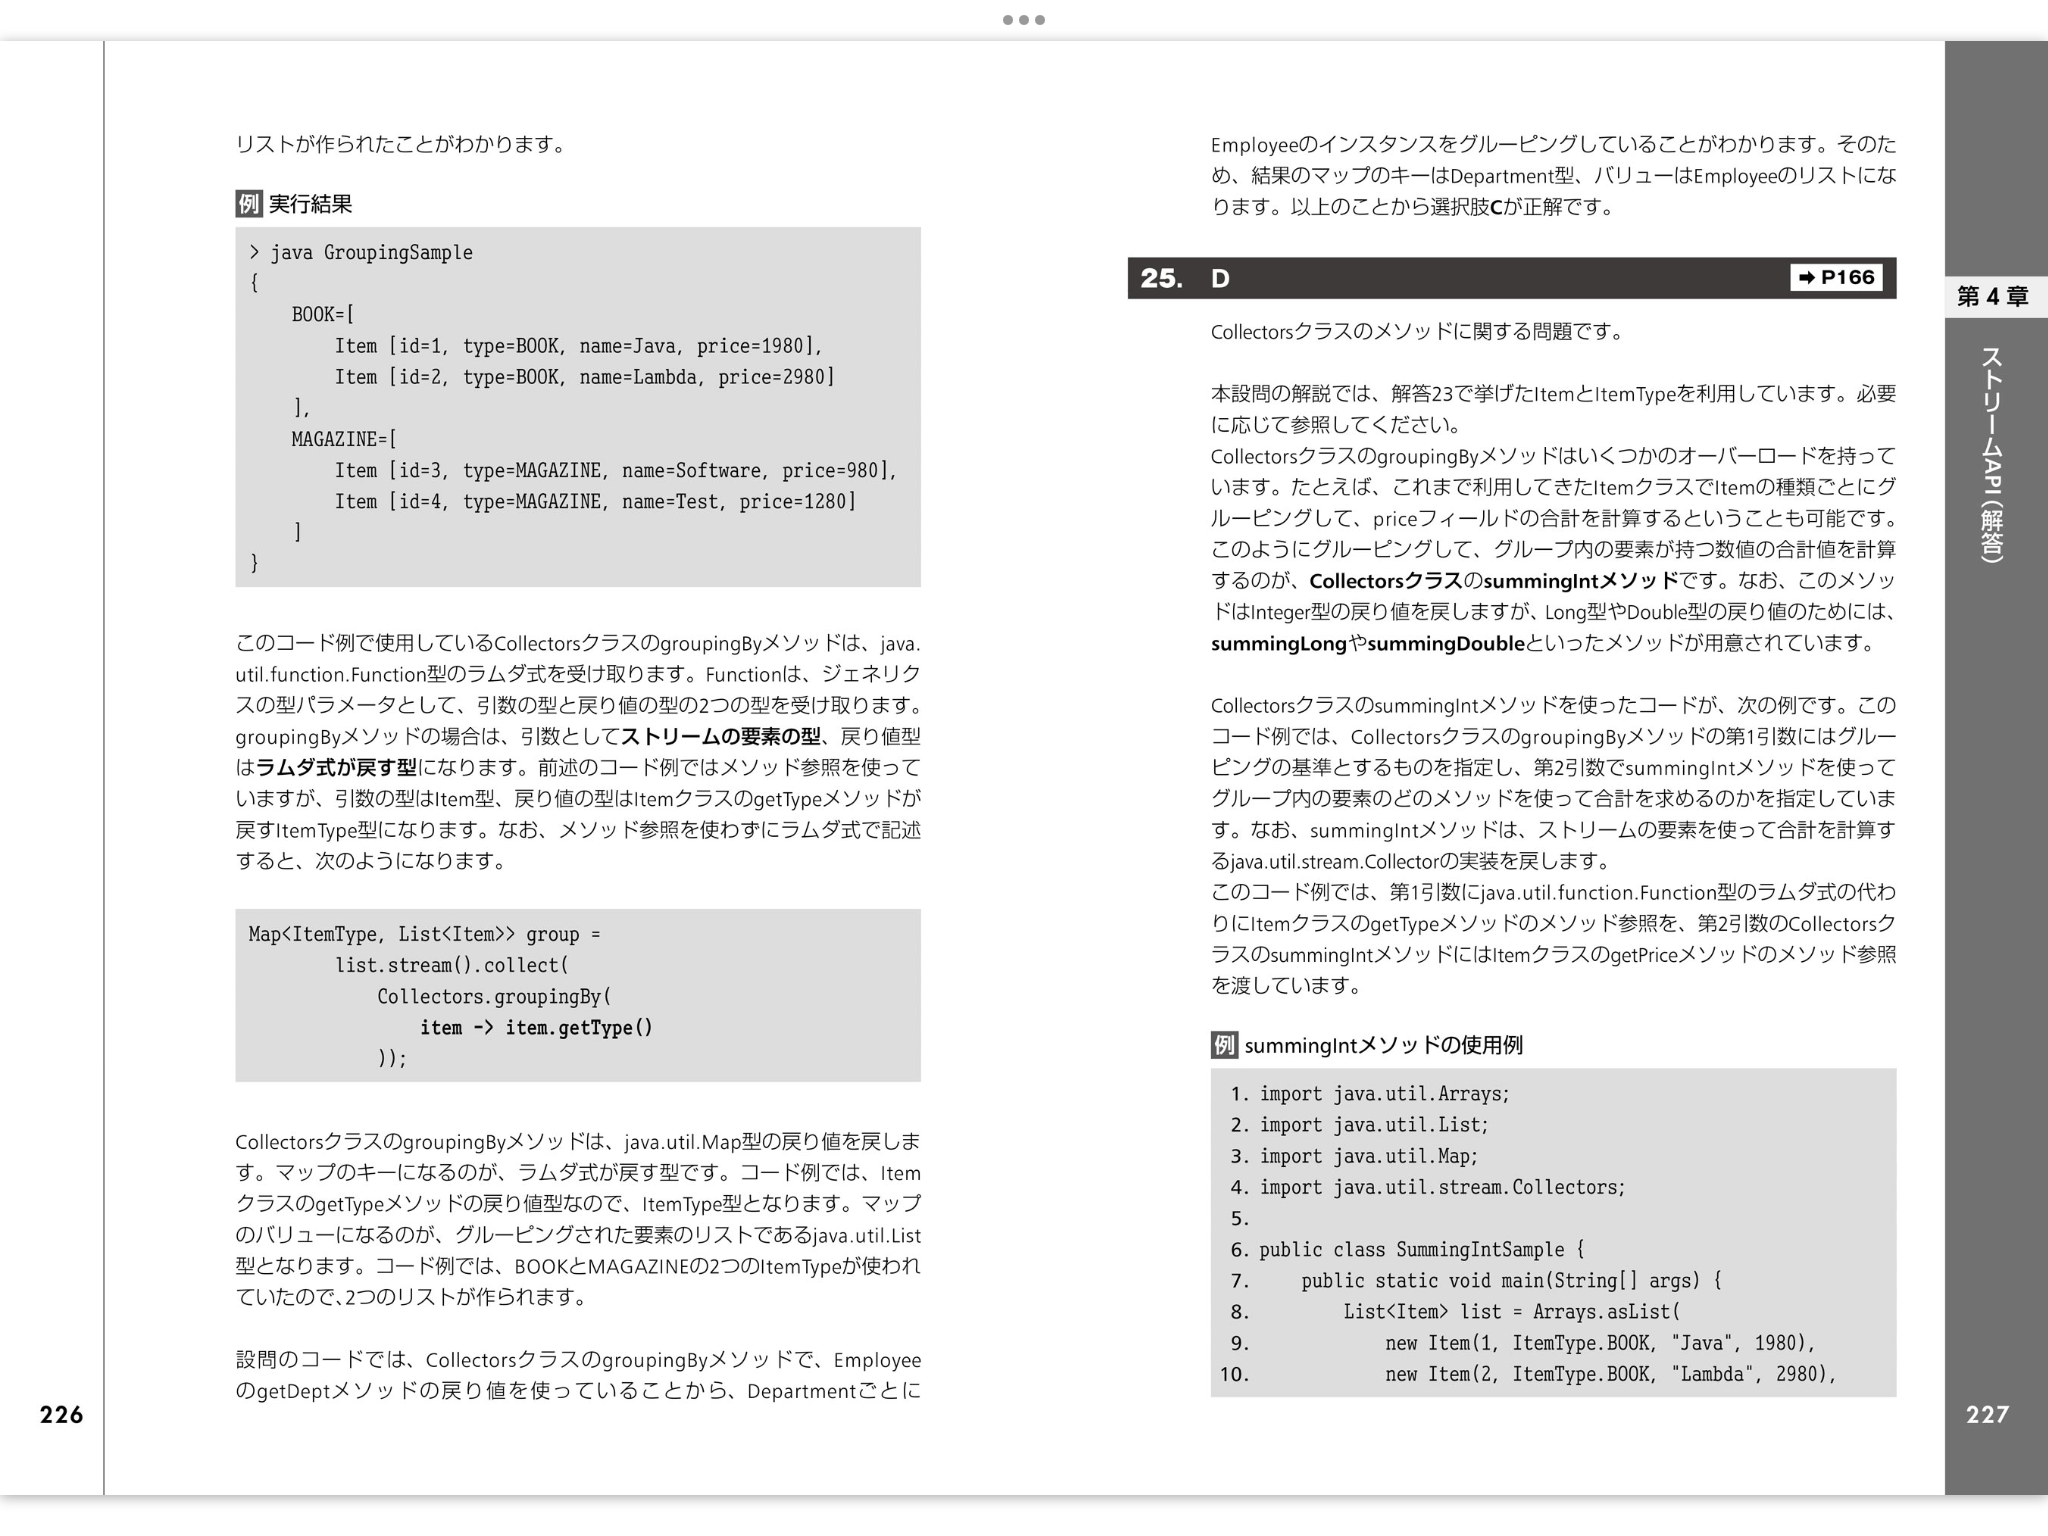 リストが作られたことがわかります。
例 実行結果
> java GroupingSample
{
    BOOK=[
        Item [id=1, type=BOOK, name=Java, price=1980],
        Item [id=2, type=BOOK, name=Lambda, price=2980]
    ],
    MAGAZINE=[
        Item [id=3, type=MAGAZINE, name=Software, price=980],
        Item [id=4, type=MAGAZINE, name=Test, price=1280]
    ]
}
このコード例で使用しているCollectorsクラスのgroupingByメソッドは、java.
util.function.Function型のラムダ式を受け取ります。Functionは、ジェネリク
スの型パラメータとして、引数の型と戻り値の型の2つの型を受け取ります。
groupingByメソッドの場合は、引数としてストリームの要素の型、戻り値型
はラムダ式が戻す型になります。前述のコード例ではメソッド参照を使って
いますが、引数の型はItem型、戻り値の型はItemクラスのgetTypeメソッドが
戻すItemType型になります。なお、メソッド参照を使わずにラムダ式で記述
すると、次のようになります。
Map<ItemType, List<Item>> group =
        list.stream().collect(
            Collectors.groupingBy(
                item -> item.getType()
            ));
CollectorsクラスのgroupingByメソッドは、java.util.Map型の戻り値を戻しま
す。マップのキーになるのが、ラムダ式が戻す型です。コード例では、Item
クラスのgetTypeメソッドの戻り値型なので、ItemType型となります。マップ
のバリューになるのが、グルーピングされた要素のリストであるjava.util.List
型となります。コード例では、BOOKとMAGAZINEの2つのItemTypeが使われ
ていたので、2つのリストが作られます。
設問のコードでは、CollectorsクラスのgroupingByメソッドで、Employee
のgetDeptメソッドの戻り値を使っていることから、Departmentごとに
226
Employeeのインスタンスをグルーピングしていることがわかります。そのた
め、結果のマップのキーはDepartment型、バリューはEmployeeのリストにな
ります。以上のことから選択肢Cが正解です。
25. D ➡ P166
Collectorsクラスのメソッドに関する問題です。
本設問の解説では、解答23で挙げたItemとItemTypeを利用しています。必要
に応じて参照してください。
CollectorsクラスのgroupingByメソッドはいくつかのオーバーロードを持って
います。たとえば、これまで利用してきたItemクラスでItemの種類ごとにグ
ルーピングして、priceフィールドの合計を計算するということも可能です。
このようにグルーピングして、グループ内の要素が持つ数値の合計値を計算
するのが、CollectorsクラスのsummingIntメソッドです。なお、このメソッ
ドはInteger型の戻り値を戻しますが、Long型やDouble型の戻り値のためには、
summingLongやsummingDoubleといったメソッドが用意されています。
CollectorsクラスのsummingIntメソッドを使ったコードが、次の例です。この
コード例では、CollectorsクラスのgroupingByメソッドの第1引数にはグルー
ピングの基準とするものを指定し、第2引数でsummingIntメソッドを使って
グループ内の要素のどのメソッドを使って合計を求めるのかを指定していま
す。なお、summingIntメソッドは、ストリームの要素を使って合計を計算す
るjava.util.stream.Collectorの実装を戻します。
このコード例では、第1引数にjava.util.function.Function型のラムダ式の代わ
りにItemクラスのgetTypeメソッドのメソッド参照を、第2引数のCollectorsク
ラスのsummingIntメソッドにはItemクラスのgetPriceメソッドのメソッド参照
を渡しています。
例 summingIntメソッドの使用例
1. import java.util.Arrays;
2. import java.util.List;
3. import java.util.Map;
4. import java.util.stream.Collectors;
5.
6. public class SummingIntSample {
7.     public static void main(String[] args) {
8.         List<Item> list = Arrays.asList(
9.             new Item(1, ItemType.BOOK, "Java", 1980),
10.             new Item(2, ItemType.BOOK, "Lambda", 2980),
第4章
ストリームAPI(解答)
227